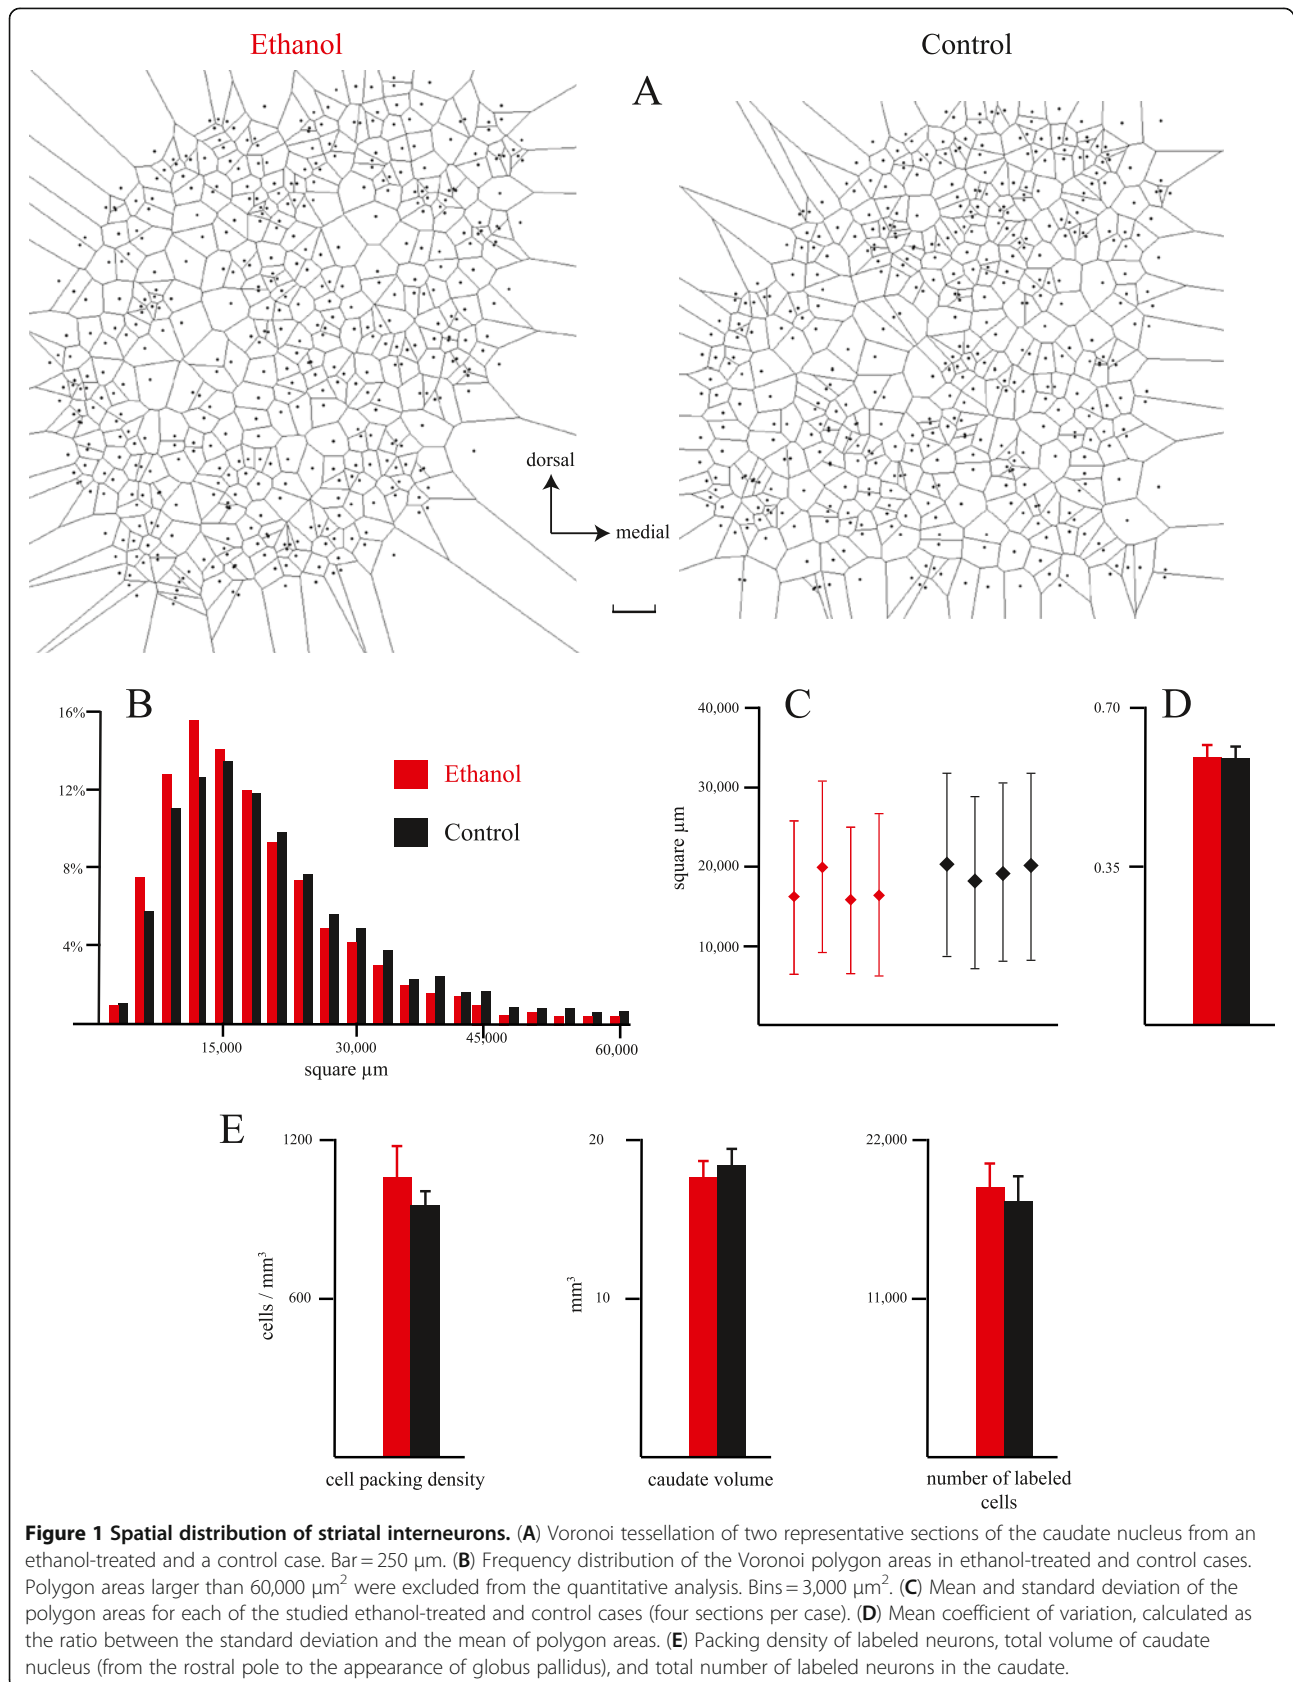 Ethanol
Control
A
dorsal
medial
B
16%
12%
8%
4%
Ethanol
Control
15,000
30,000
45,000
60,000
square µm
C
40,000
30,000
20,000
10,000
square µm
D
0.70
0.35
E
1200
600
cells / mm³
cell packing density
20
10
mm³
caudate volume
22,000
11,000
number of labeled
cells
Figure 1 Spatial distribution of striatal interneurons. (A) Voronoi tessellation of two representative sections of the caudate nucleus from an
ethanol-treated and a control case. Bar = 250 µm. (B) Frequency distribution of the Voronoi polygon areas in ethanol-treated and control cases.
Polygon areas larger than 60,000 µm² were excluded from the quantitative analysis. Bins = 3,000 µm². (C) Mean and standard deviation of the
polygon areas for each of the studied ethanol-treated and control cases (four sections per case). (D) Mean coefficient of variation, calculated as
the ratio between the standard deviation and the mean of polygon areas. (E) Packing density of labeled neurons, total volume of caudate
nucleus (from the rostral pole to the appearance of globus pallidus), and total number of labeled neurons in the caudate.